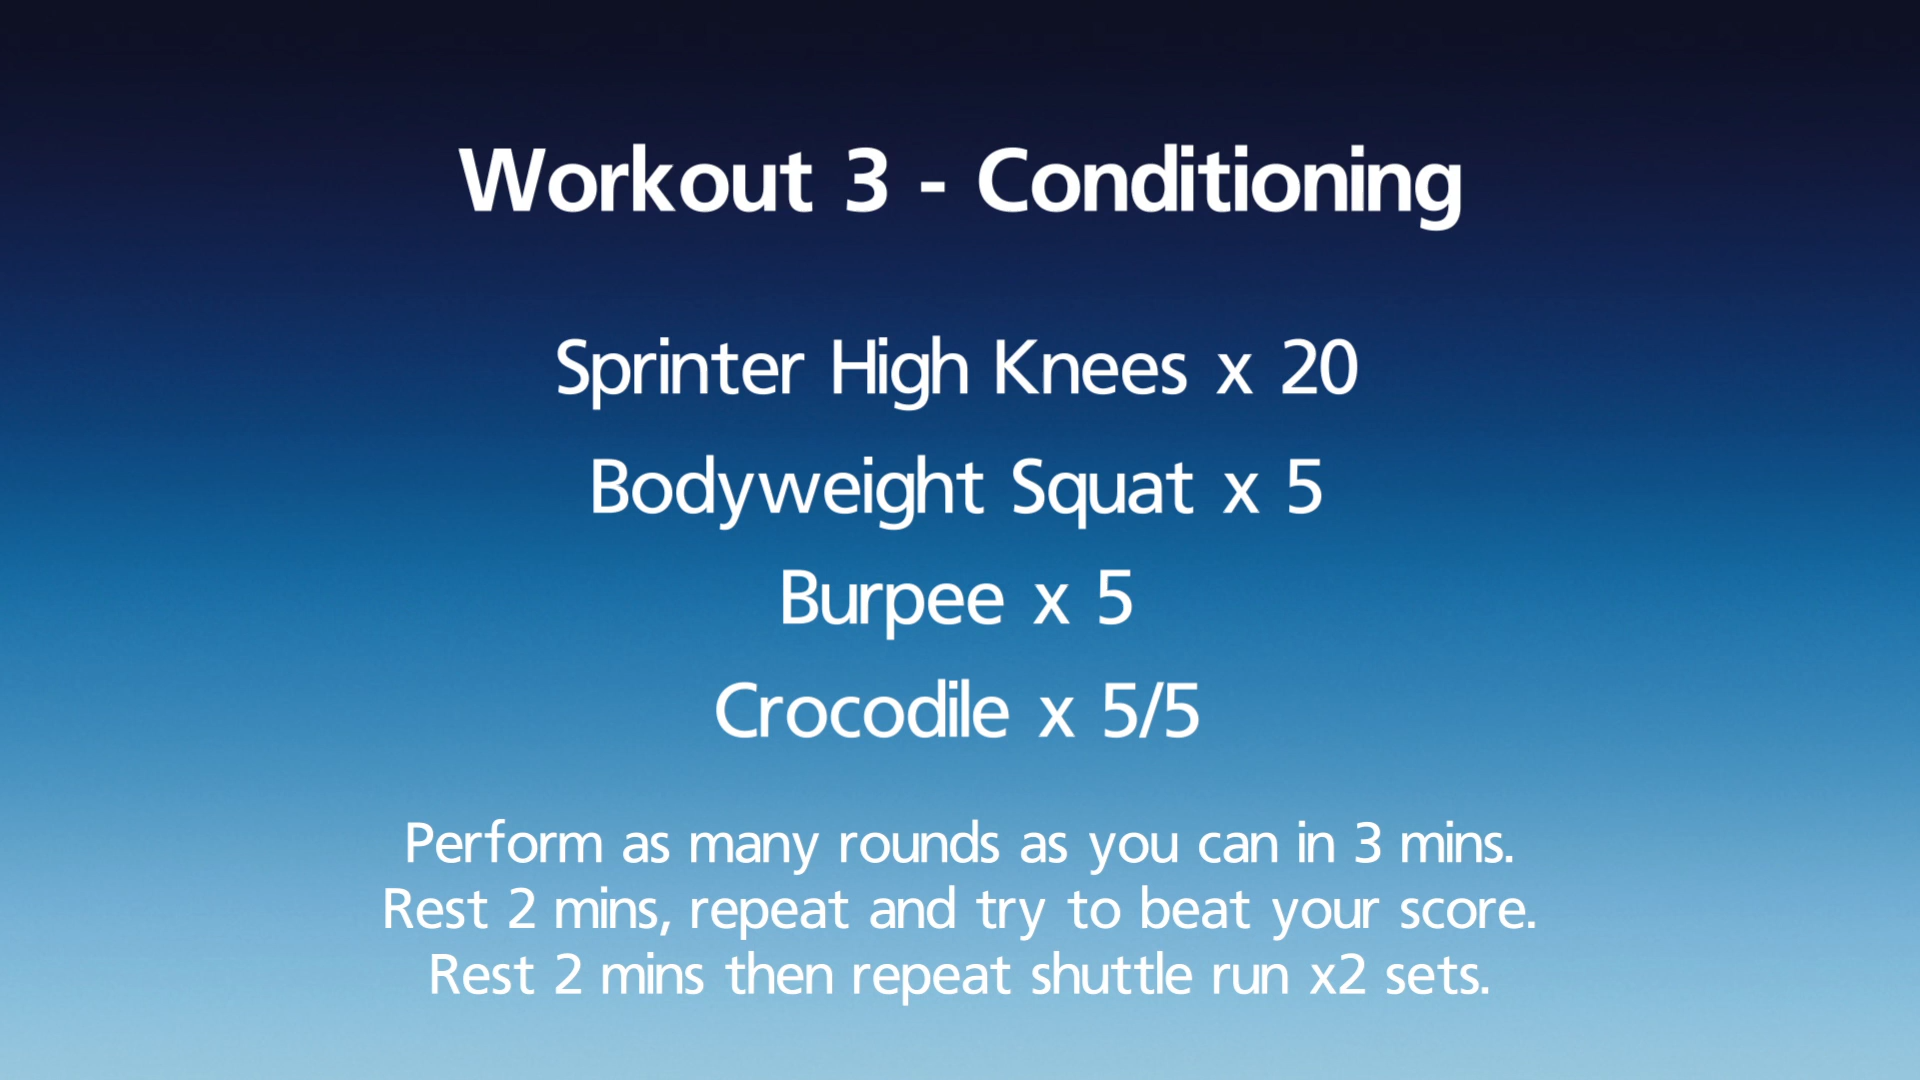 Workout 3 - Conditioning
Sprinter High Knees x 20
Bodyweight Squat x 5
Burpee x 5
Crocodile x 5/5
Perform as many rounds as you can in 3 mins.
Rest 2 mins, repeat and try to beat your score.
Rest 2 mins then repeat shuttle run x2 sets.